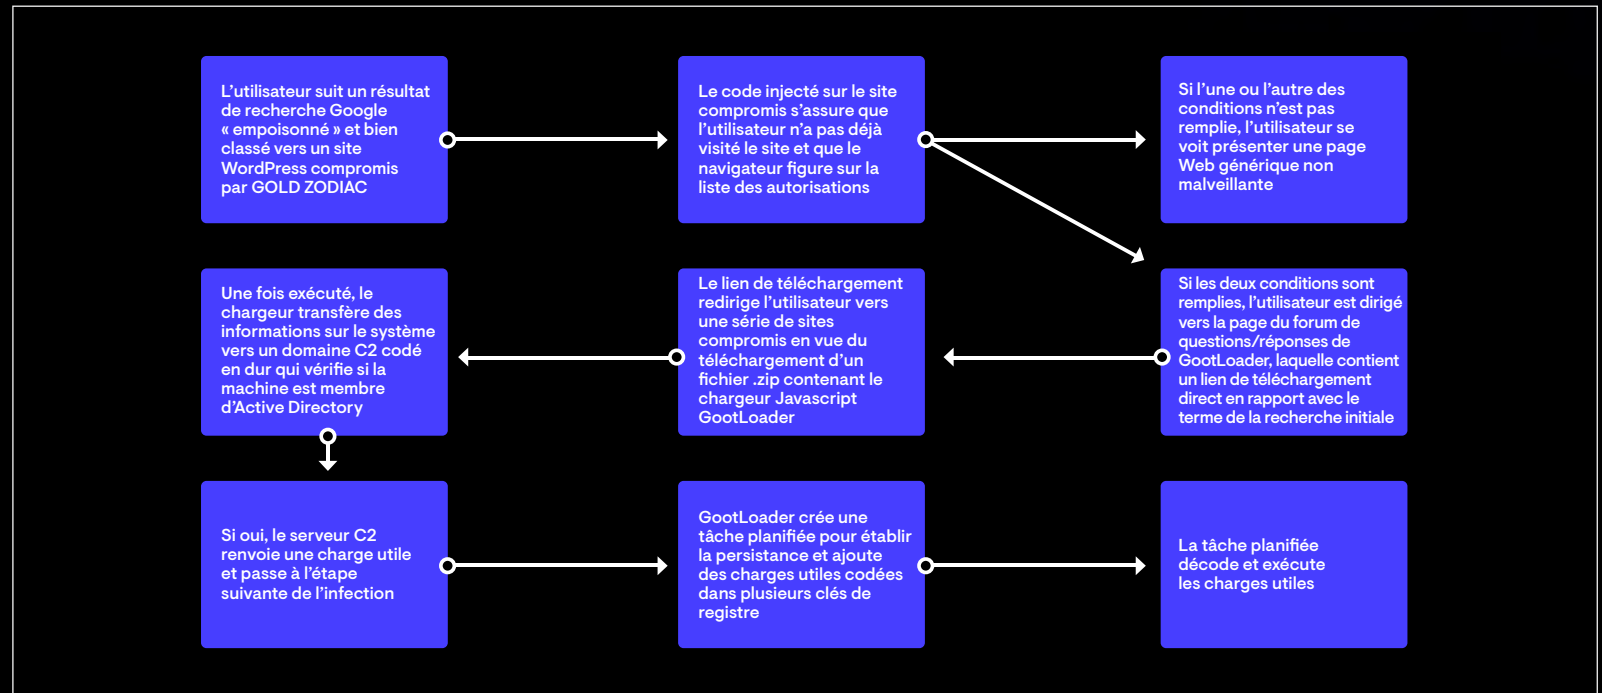 L’utilisateur suit un résultat
de recherche Google
« empoisonné » et bien
classé vers un site
WordPress compromis
par GOLD ZODIAC
Le code injecté sur le site
compromis s’assure que
l’utilisateur n’a pas déjà
visité le site et que le
navigateur figure sur la
liste des autorisations
Si l’une ou l’autre des
conditions n’est pas
remplie, l’utilisateur se
voit présenter une page
Web générique non
malveillante
Si les deux conditions sont
remplies, l’utilisateur est dirigé
vers la page du forum de
questions/réponses de
GootLoader, laquelle contient
un lien de téléchargement
direct en rapport avec le
terme de la recherche initiale
Le lien de téléchargement
redirige l’utilisateur vers
une série de sites
compromis en vue du
téléchargement d’un
fichier .zip contenant le
chargeur Javascript
GootLoader
Une fois exécuté, le
chargeur transfère des
informations sur le système
vers un domaine C2 codé
en dur qui vérifie si la
machine est membre
d’Active Directory
Si oui, le serveur C2
renvoie une charge utile
et passe à l’étape
suivante de l’infection
GootLoader crée une
tâche planifiée pour établir
la persistance et ajoute
des charges utiles codées
dans plusieurs clés de
registre
La tâche planifiée
décode et exécute
les charges utiles